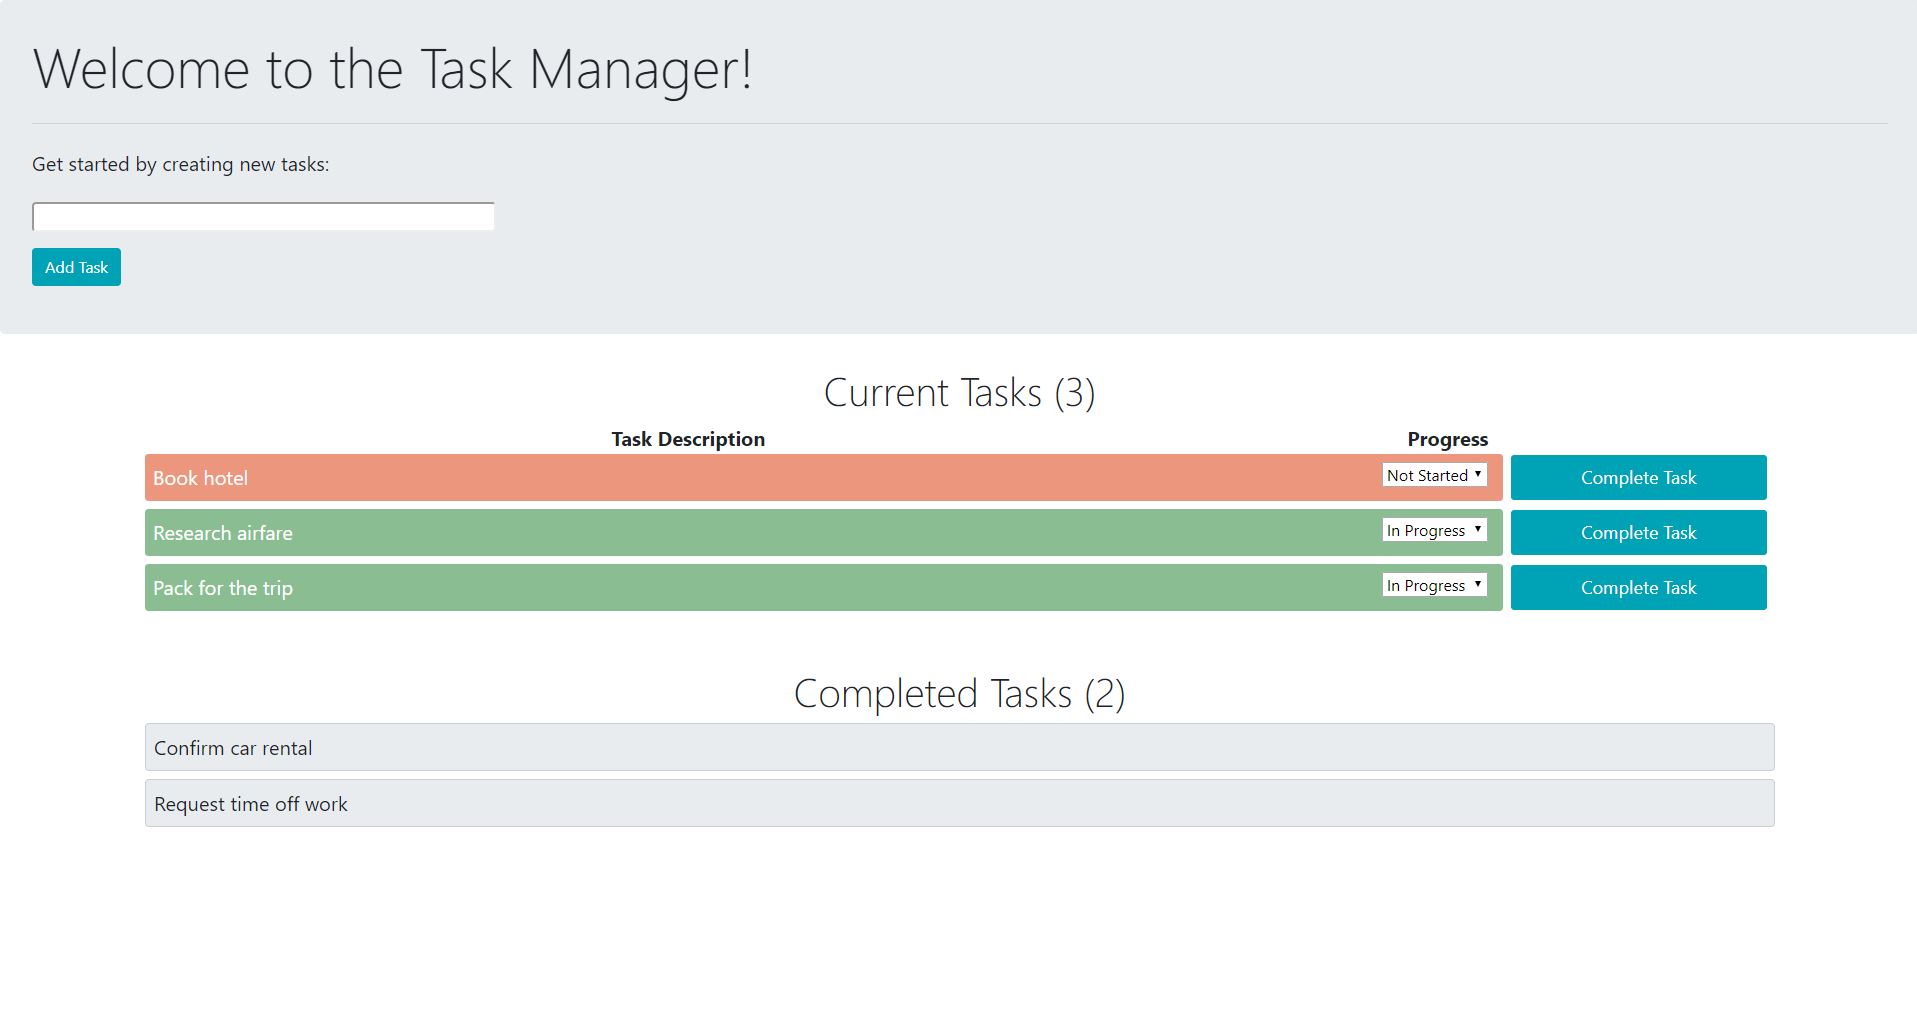 Welcome to the Task Manager!
Get started by creating new tasks:
Add Task
Current Tasks (3)
Task Description Progress
Book hotel Not Started Complete Task
Research airfare In Progress Complete Task
Pack for the trip In Progress Complete Task
Completed Tasks (2)
Confirm car rental
Request time off work